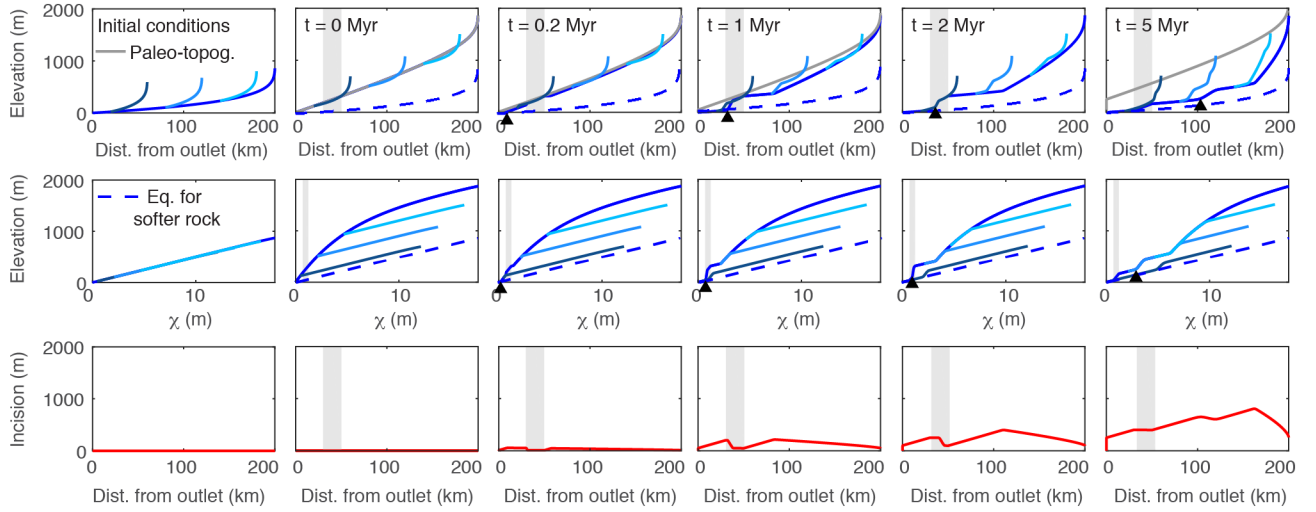 Elevation (m)
2000
1000
0
Initial conditions
Paleo-topog.
t = 0 Myr
t = 0.2 Myr
t = 1 Myr
t = 2 Myr
t = 5 Myr
0 100 200
0 100 200
0 100 200
0 100 200
0 100 200
0 100 200
Dist. from outlet (km)
Dist. from outlet (km)
Dist. from outlet (km)
Dist. from outlet (km)
Dist. from outlet (km)
Dist. from outlet (km)
Elevation (m)
2000
1000
0
Eq. for
softer rock
0 10
0 10
0 10
0 10
0 10
0 10
χ (m)
χ (m)
χ (m)
χ (m)
χ (m)
χ (m)
Incision (m)
2000
1000
0
0 100 200
0 100 200
0 100 200
0 100 200
0 100 200
0 100 200
Dist. from outlet (km)
Dist. from outlet (km)
Dist. from outlet (km)
Dist. from outlet (km)
Dist. from outlet (km)
Dist. from outlet (km)